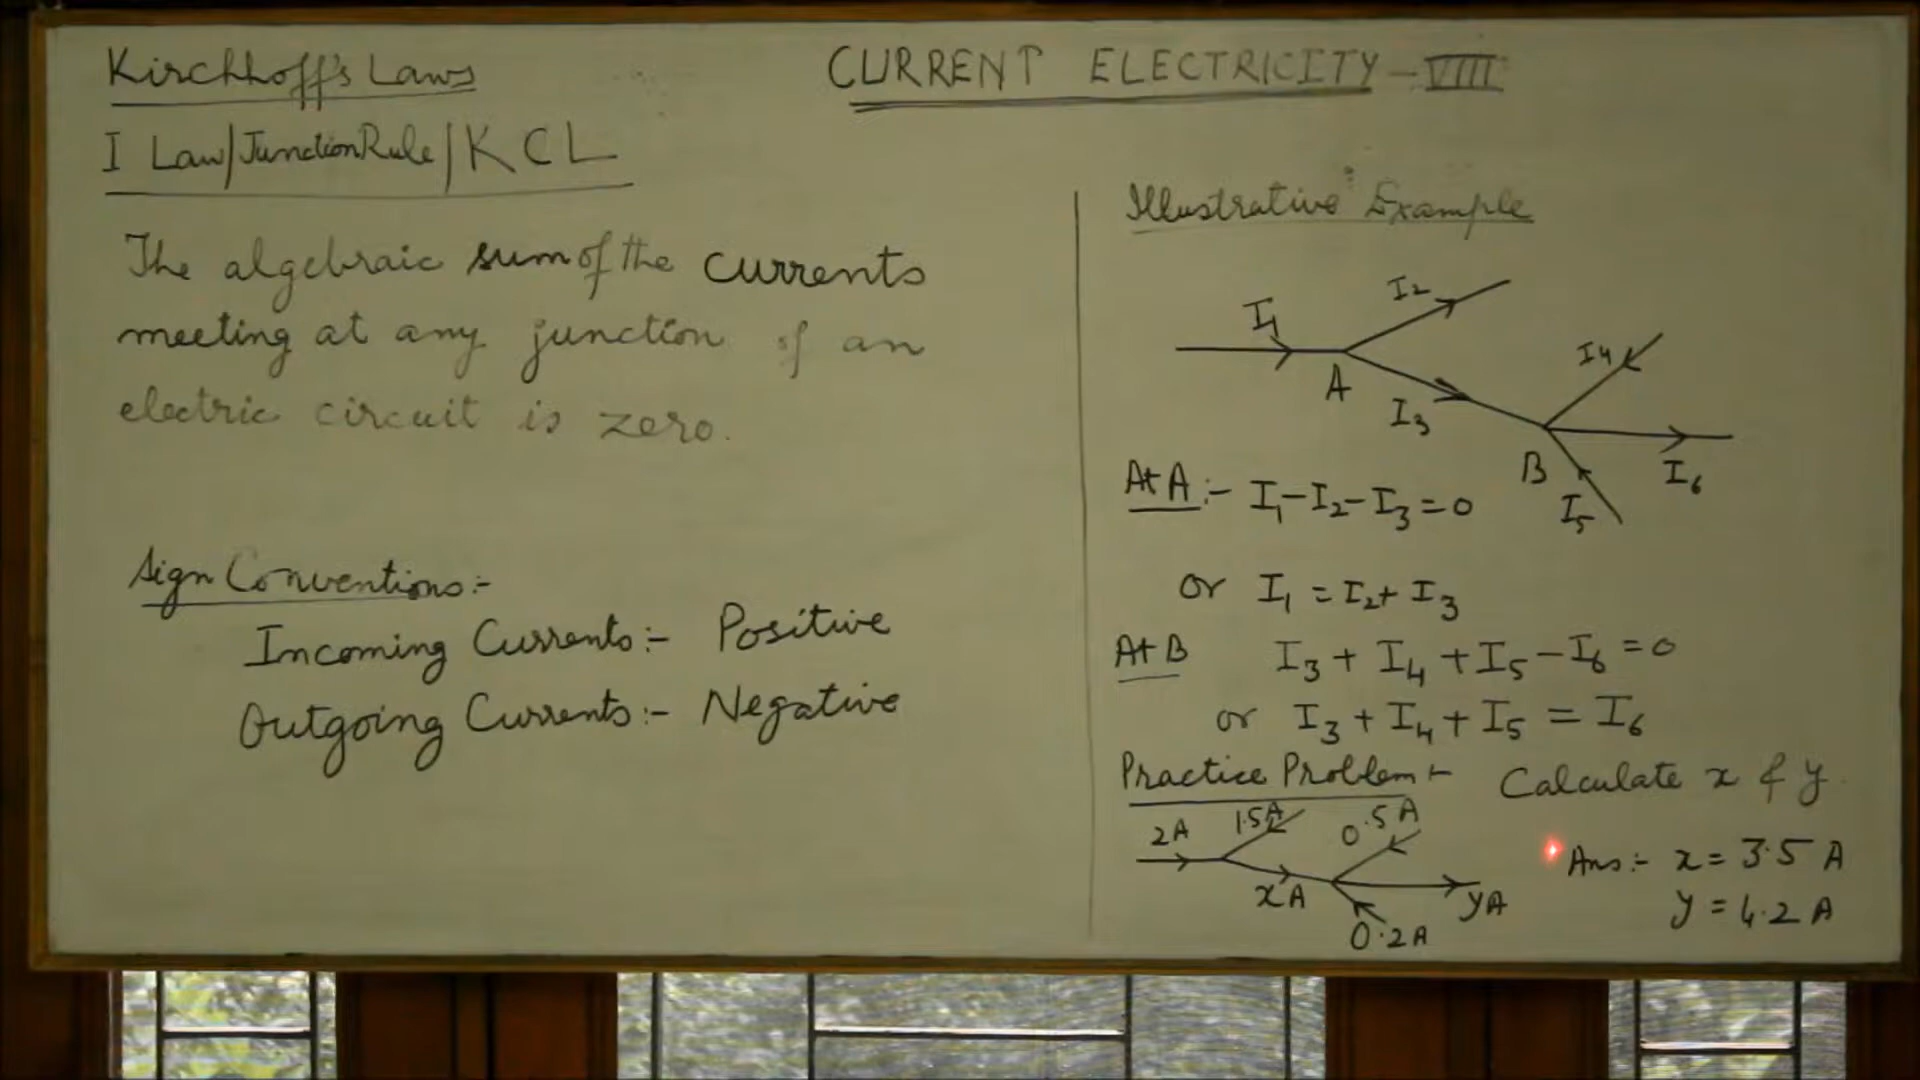 Kirchhoff's Laws
I Law/JunctionRule/KCL
The algebraic sum of the currents
meeting at any junction of an
electric circuit is zero.
Sign Conventions:-
Incoming Currents:- Positive
Outgoing Currents:- Negative
CURRENT ELECTRICITY-VIII
Illustrative Example
I₁
I₂
A
I₃
I₄
B
I₅
I₆
At A:- I₁-I₂-I₃=0
or I₁=I₂+I₃
At B I₃+I₄+I₅-I₆=0
or I₃+I₄+I₅=I₆
Practice Problem:- Calculate x & y.
2A
1.5A
0.5A
xA
yA
0.2A
Ans:- x=3.5 A
y=4.2 A